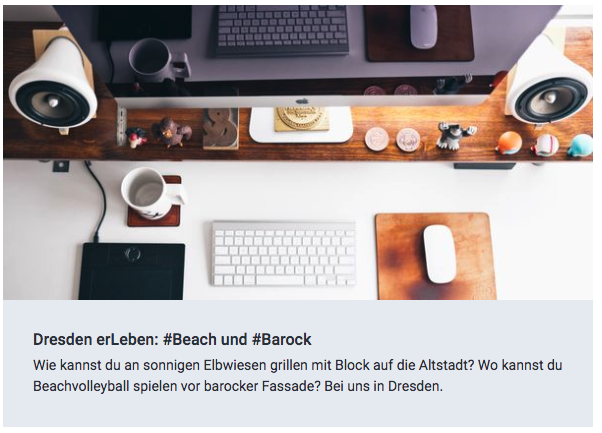 Dresden erLeben: #Beach und #Barock
Wie kannst du an sonnigen Elbwiesen grillen mit Block auf die Altstadt? Wo kannst du
Beachvolleyball spielen vor barocker Fassade? Bei uns in Dresden.